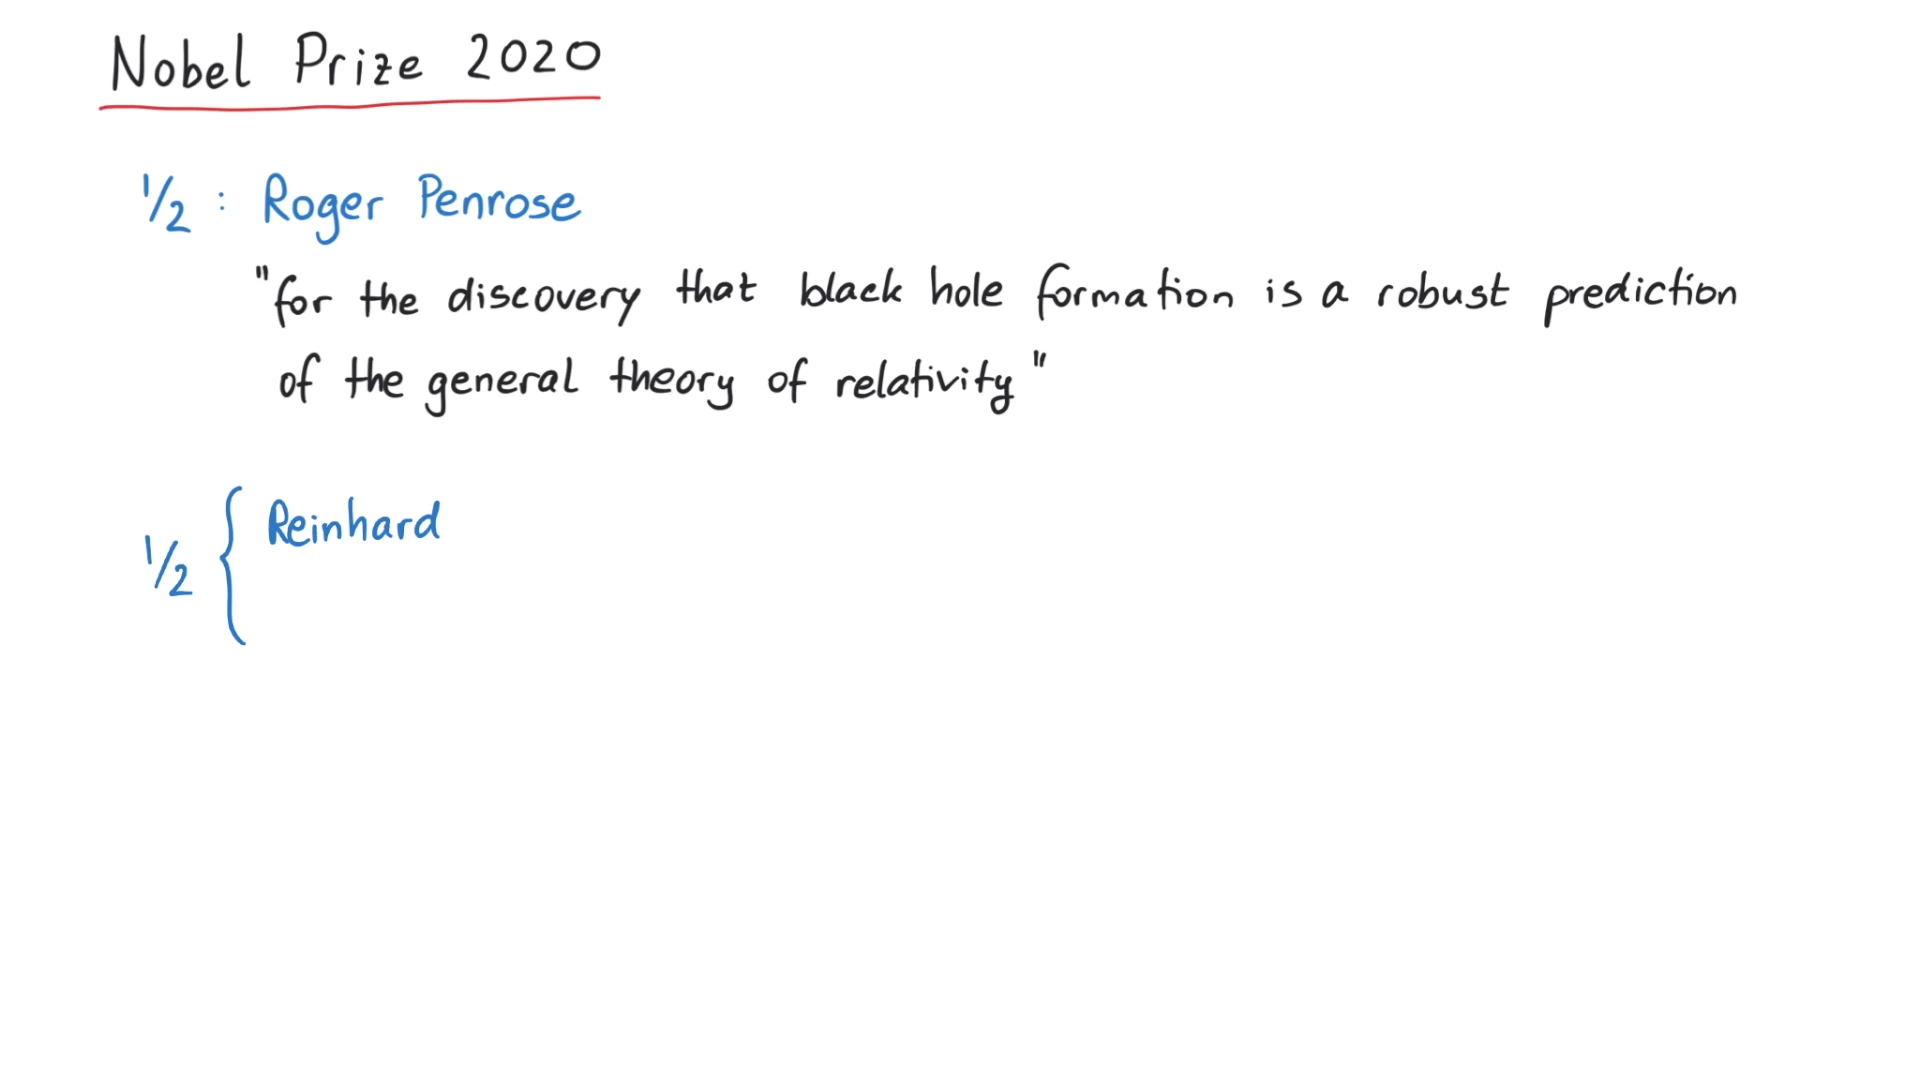 Nobel Prize 2020
1/2 : Roger Penrose
"for the discovery that black hole formation is a robust prediction
of the general theory of relativity"
1/2 { Reinhard